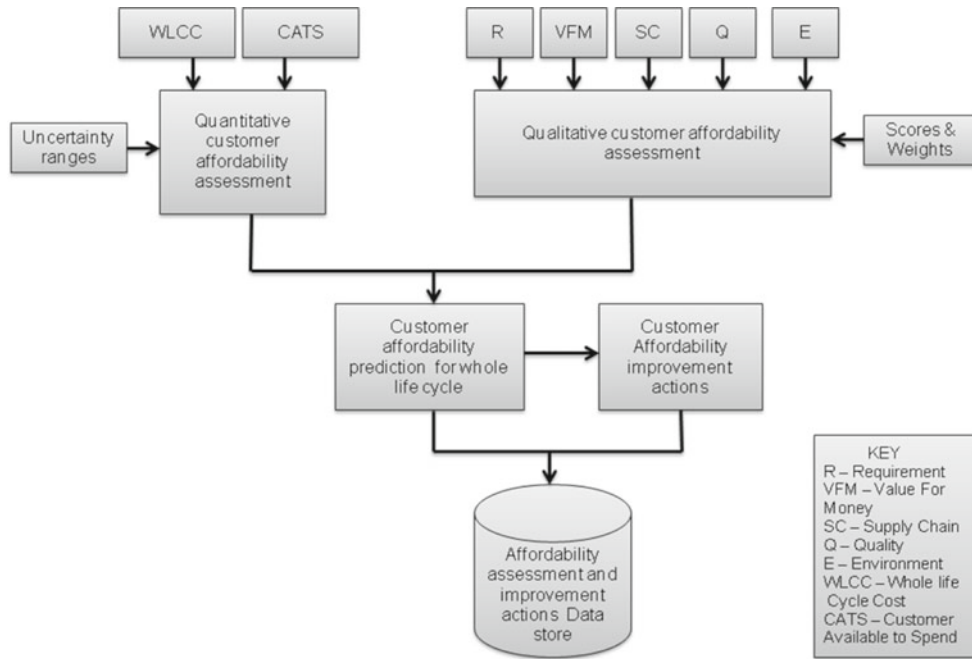 WLCC
CATS
R
VFM
SC
Q
E
Uncertainty
ranges
Quantitative
customer
affordability
assessment
Qualitative customer affordability
assessment
Scores &
Weights
Customer
affordability
prediction for whole
life cycle
Customer
Affordability
improvement
actions
Affordability
assessment and
improvement
actions Data
store
KEY
R – Requirement
VFM – Value For
Money
SC – Supply Chain
Q – Quality
E – Environment
WLCC – Whole life
Cycle Cost
CATS – Customer
Available to Spend